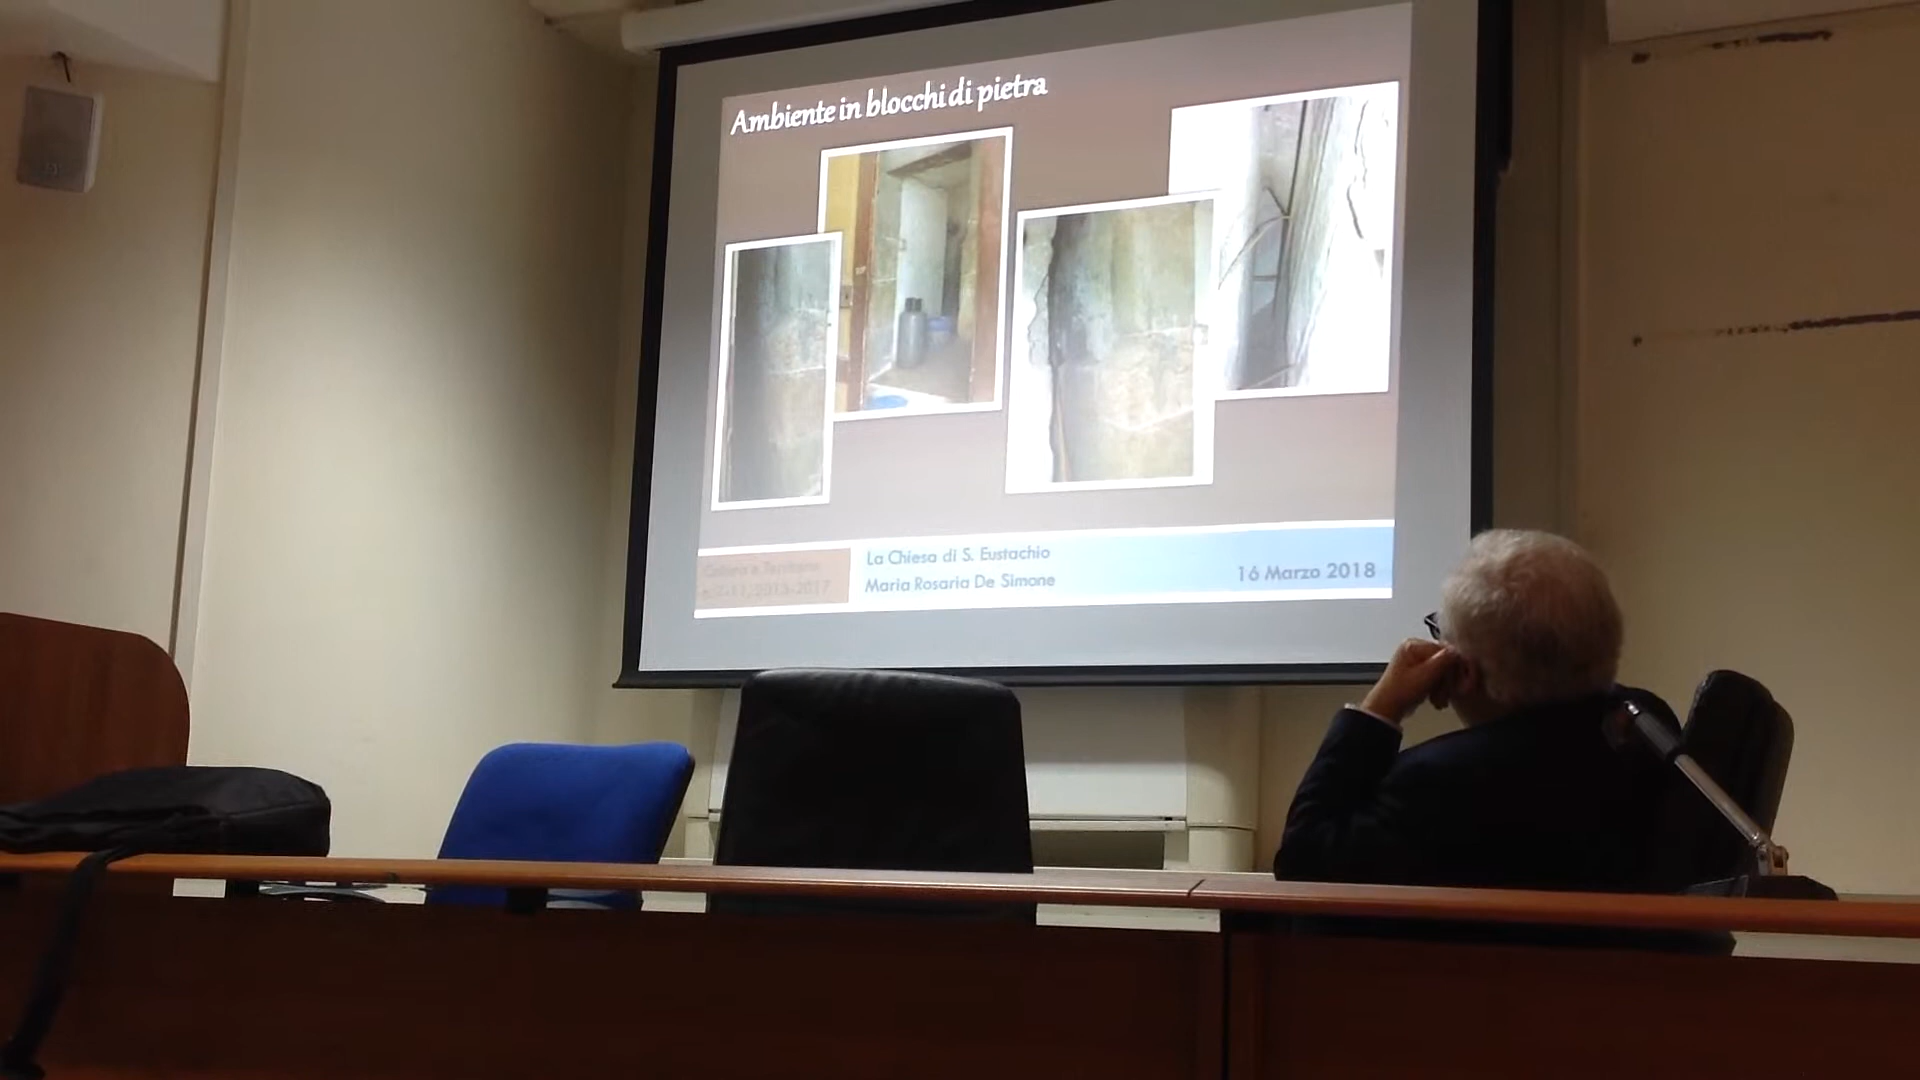 Ambiente in blocchi di pietra
La Chiesa di S. Eustachio
Maria Rosaria De Simone
16 Marzo 2018